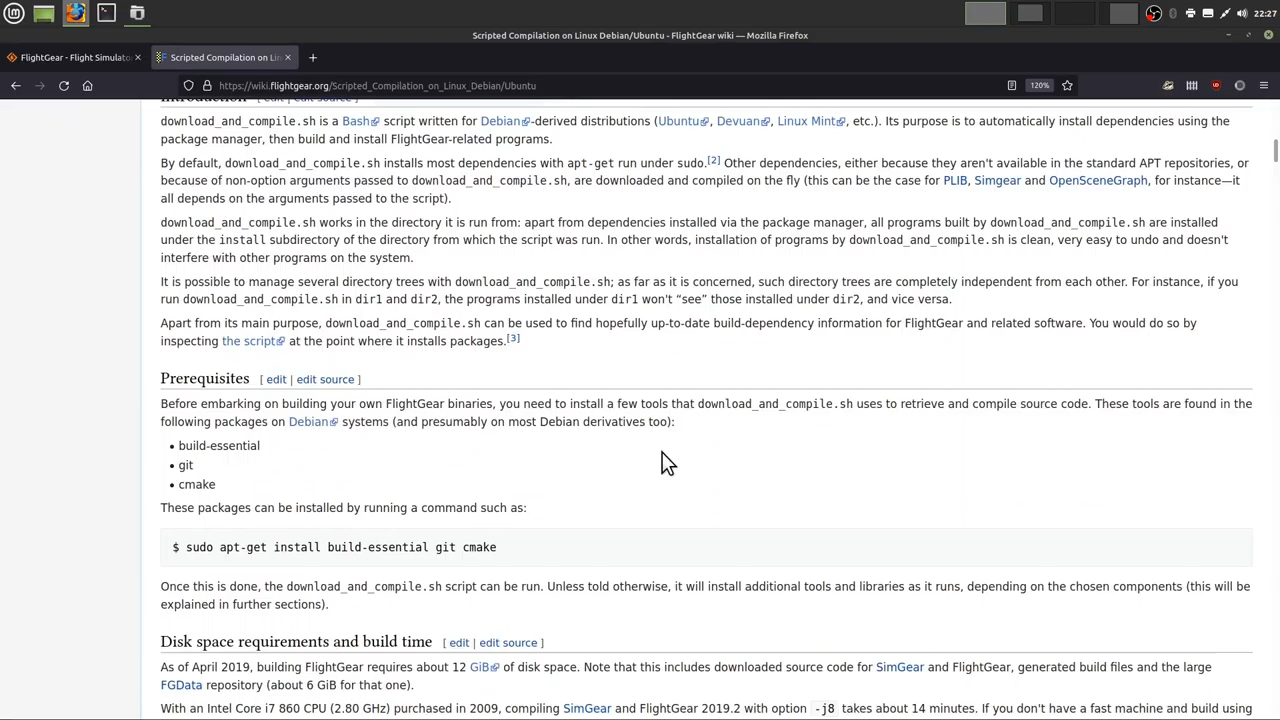 22:27
Scripted Compilation on Linux Debian/Ubuntu - FlightGear wiki — Mozilla Firefox
FlightGear - Flight Simulato
Scripted Compilation on Lin
https://wiki.flightgear.org/Scripted_Compilation_on_Linux_Debian/Ubuntu
120%
Introduction [ edit | edit source ]
download_and_compile.sh is a Bash script written for Debian-derived distributions (Ubuntu, Devuan, Linux Mint, etc.). Its purpose is to automatically install dependencies using the
package manager, then build and install FlightGear-related programs.
By default, download_and_compile.sh installs most dependencies with apt-get run under sudo.[2] Other dependencies, either because they aren't available in the standard APT repositories, or
because of non-option arguments passed to download_and_compile.sh, are downloaded and compiled on the fly (this can be the case for PLIB, Simgear and OpenSceneGraph, for instance—it
all depends on the arguments passed to the script).
download_and_compile.sh works in the directory it is run from: apart from dependencies installed via the package manager, all programs built by download_and_compile.sh are installed
under the install subdirectory of the directory from which the script was run. In other words, installation of programs by download_and_compile.sh is clean, very easy to undo and doesn't
interfere with other programs on the system.
It is possible to manage several directory trees with download_and_compile.sh; as far as it is concerned, such directory trees are completely independent from each other. For instance, if you
run download_and_compile.sh in dir1 and dir2, the programs installed under dir1 won't “see” those installed under dir2, and vice versa.
Apart from its main purpose, download_and_compile.sh can be used to find hopefully up-to-date build-dependency information for FlightGear and related software. You would do so by
inspecting the script at the point where it installs packages.[3]
Prerequisites [ edit | edit source ]
Before embarking on building your own FlightGear binaries, you need to install a few tools that download_and_compile.sh uses to retrieve and compile source code. These tools are found in the
following packages on Debian systems (and presumably on most Debian derivatives too):
• build-essential
• git
• cmake
These packages can be installed by running a command such as:
$ sudo apt-get install build-essential git cmake
Once this is done, the download_and_compile.sh script can be run. Unless told otherwise, it will install additional tools and libraries as it runs, depending on the chosen components (this will be
explained in further sections).
Disk space requirements and build time [ edit | edit source ]
As of April 2019, building FlightGear requires about 12 GiB of disk space. Note that this includes downloaded source code for SimGear and FlightGear, generated build files and the large
FGData repository (about 6 GiB for that one).
With an Intel Core i7 860 CPU (2.80 GHz) purchased in 2009, compiling SimGear and FlightGear 2019.2 with option -j8 takes about 14 minutes. If you don't have a fast machine and build using